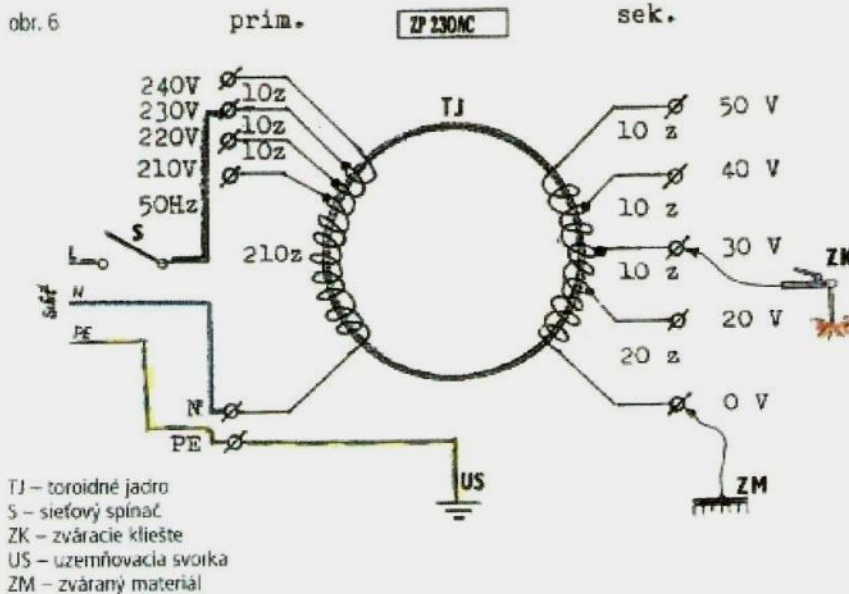 obr. 6
prim.
ZP 230AC
sek.
240V
10z
230V
10z
220V
10z
210V
50Hz
S
L
210z
N
sieť
PE
N
PE
US
TJ
50 V
10 z
40 V
10 z
30 V
10 z
20 V
20 z
0 V
ZK
ZM
TJ – toroidné jadro
S – sieťový spínač
ZK – zváracie kliešte
US – uzemňovacia svorka
ZM – zváraný materiál